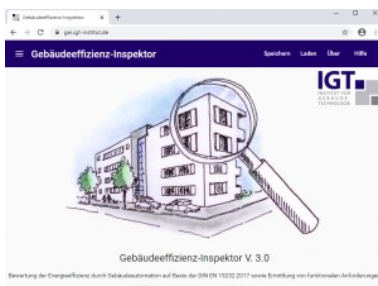 Gebäudeeffizienz-Inspektor
gei.igt-institut.de
Gebäudeeffizienz-Inspektor
Speichern Laden Über Hilfe
IGT
INSTITUT FÜR
GEBÄUDE-
TECHNOLOGIE
Gebäudeeffizienz-Inspektor V. 3.0
Bewertung der Energieeffizienz durch Gebäudeautomation auf Basis der DIN EN 15232:2017 sowie Ermittlung von funktionalen Anforderungen